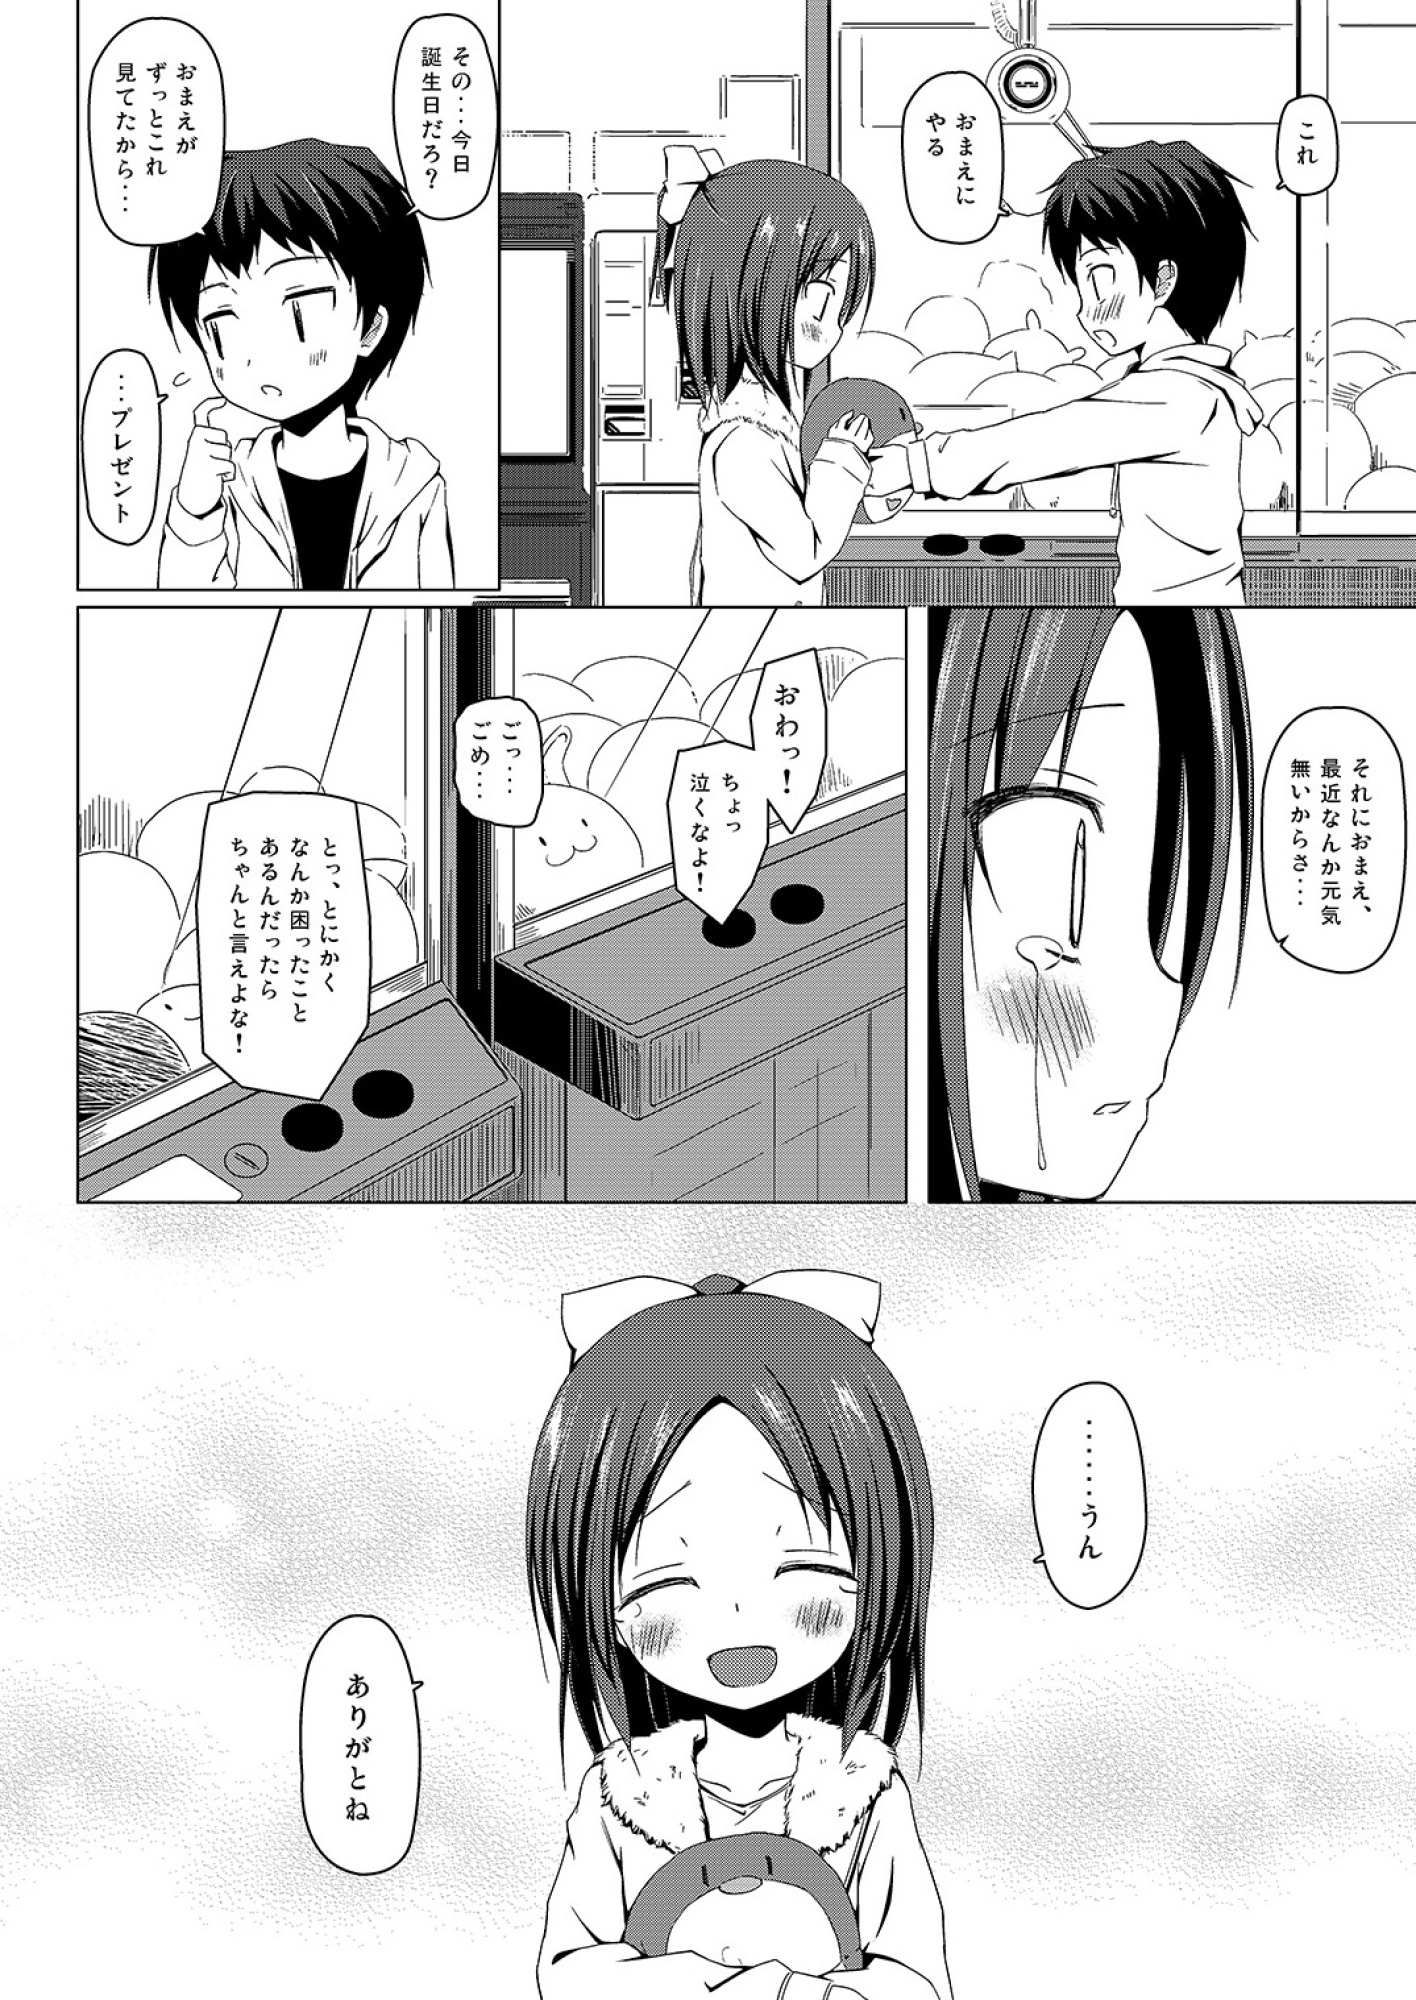 これ
おまえに
やる
その・・・今日
誕生日だろ？
おまえが
ずっとこれ
見てたから・・・
・・・プレゼント
それにおまえ、
最近なんか元気
無いからさ・・・
おわっ！
ちょっ
泣くなよ！
ごっ・・・
ごめ・・・
とっ、とにかく
なんか困ったこと
あるんだったら
ちゃんと言えよな！
・・・・・・うん
ありがとね